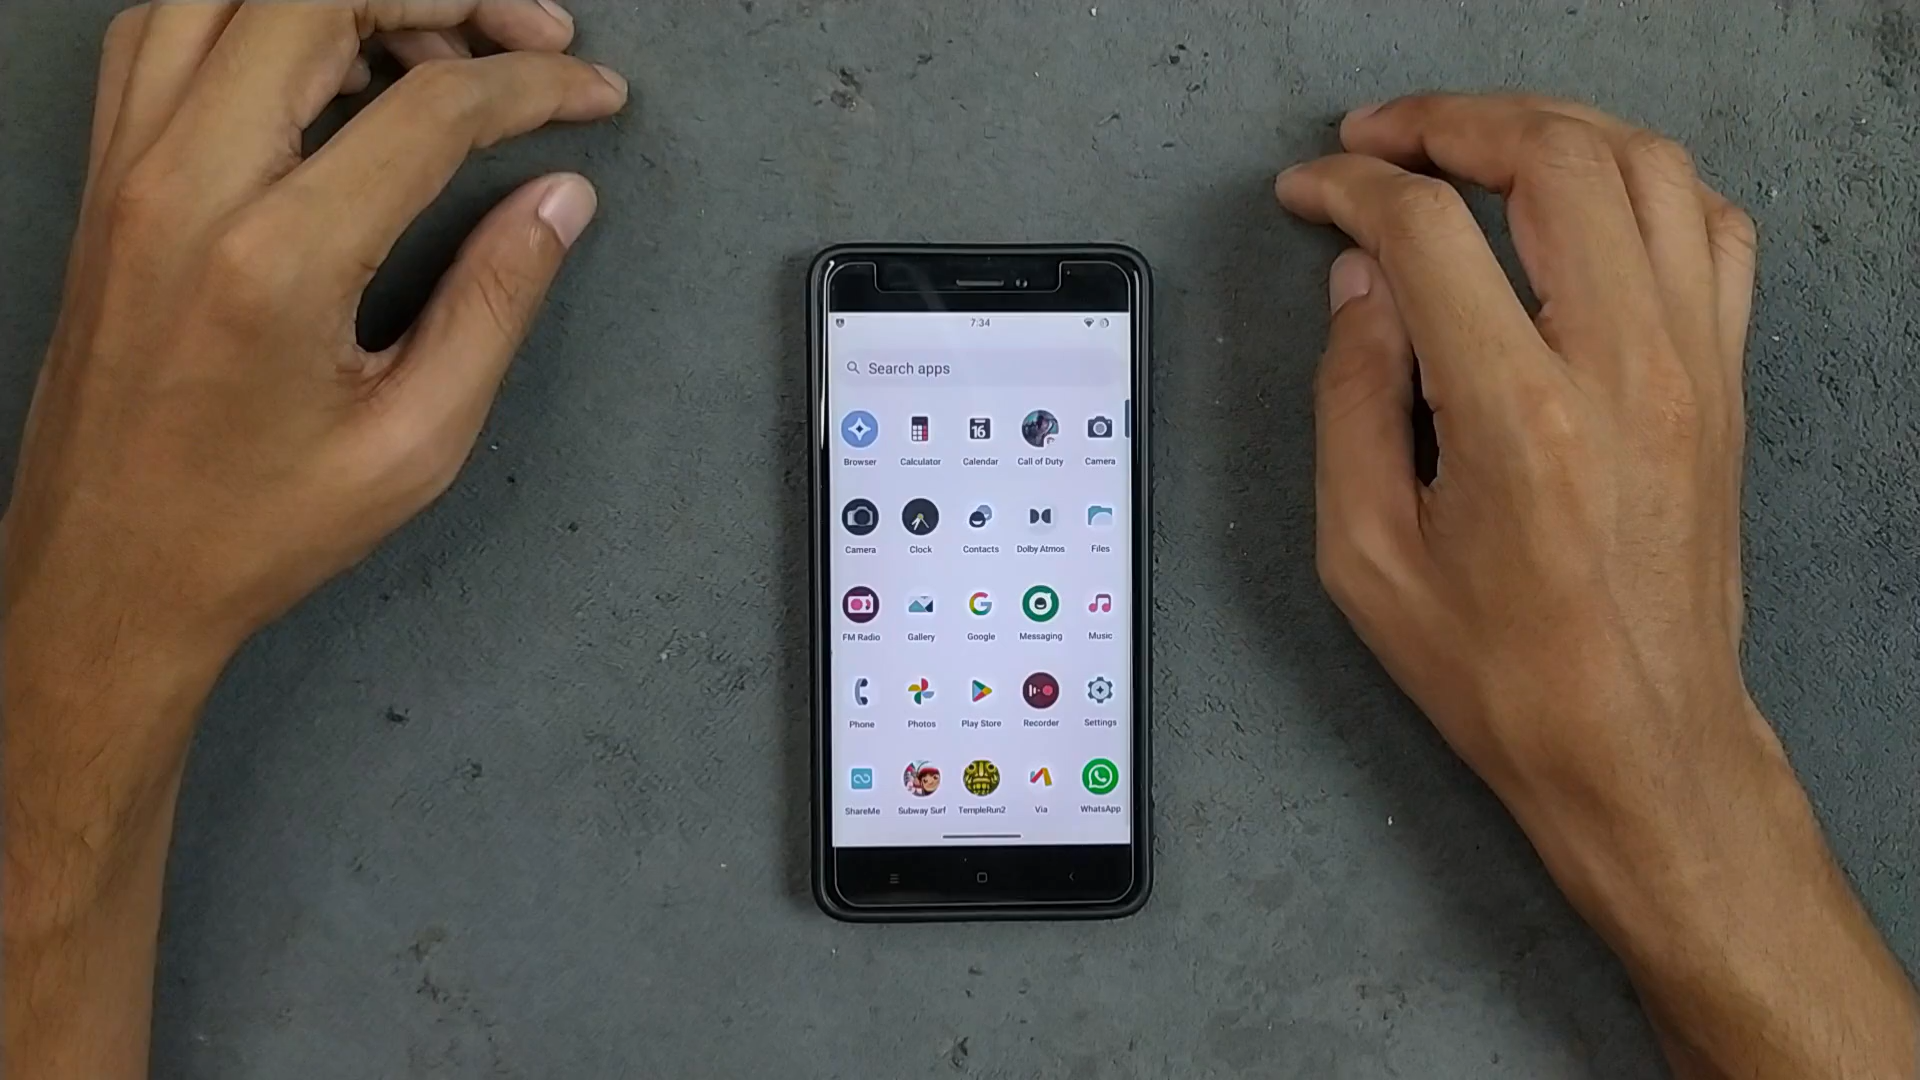 7:34
Search apps
16
Browser Calculator Calendar Call of Duty Camera
Camera Clock Contacts Dolby Atmos Files
FM Radio Gallery Google Messaging Music
Phone Photos Play Store Recorder Settings
ShareMe Subway Surf TempleRun2 Via WhatsApp